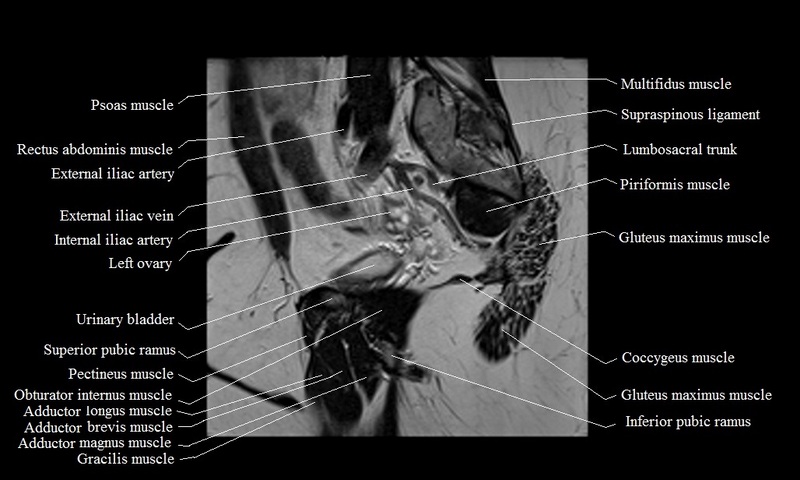 Psoas muscle
Rectus abdominis muscle
External iliac artery
External iliac vein
Internal iliac artery
Left ovary
Urinary bladder
Superior pubic ramus
Pectineus muscle
Obturator internus muscle
Adductor longus muscle
Adductor brevis muscle
Adductor magnus muscle
Gracilis muscle
Multifidus muscle
Supraspinous ligament
Lumbosacral trunk
Piriformis muscle
Gluteus maximus muscle
Coccygeus muscle
Gluteus maximus muscle
Inferior pubic ramus